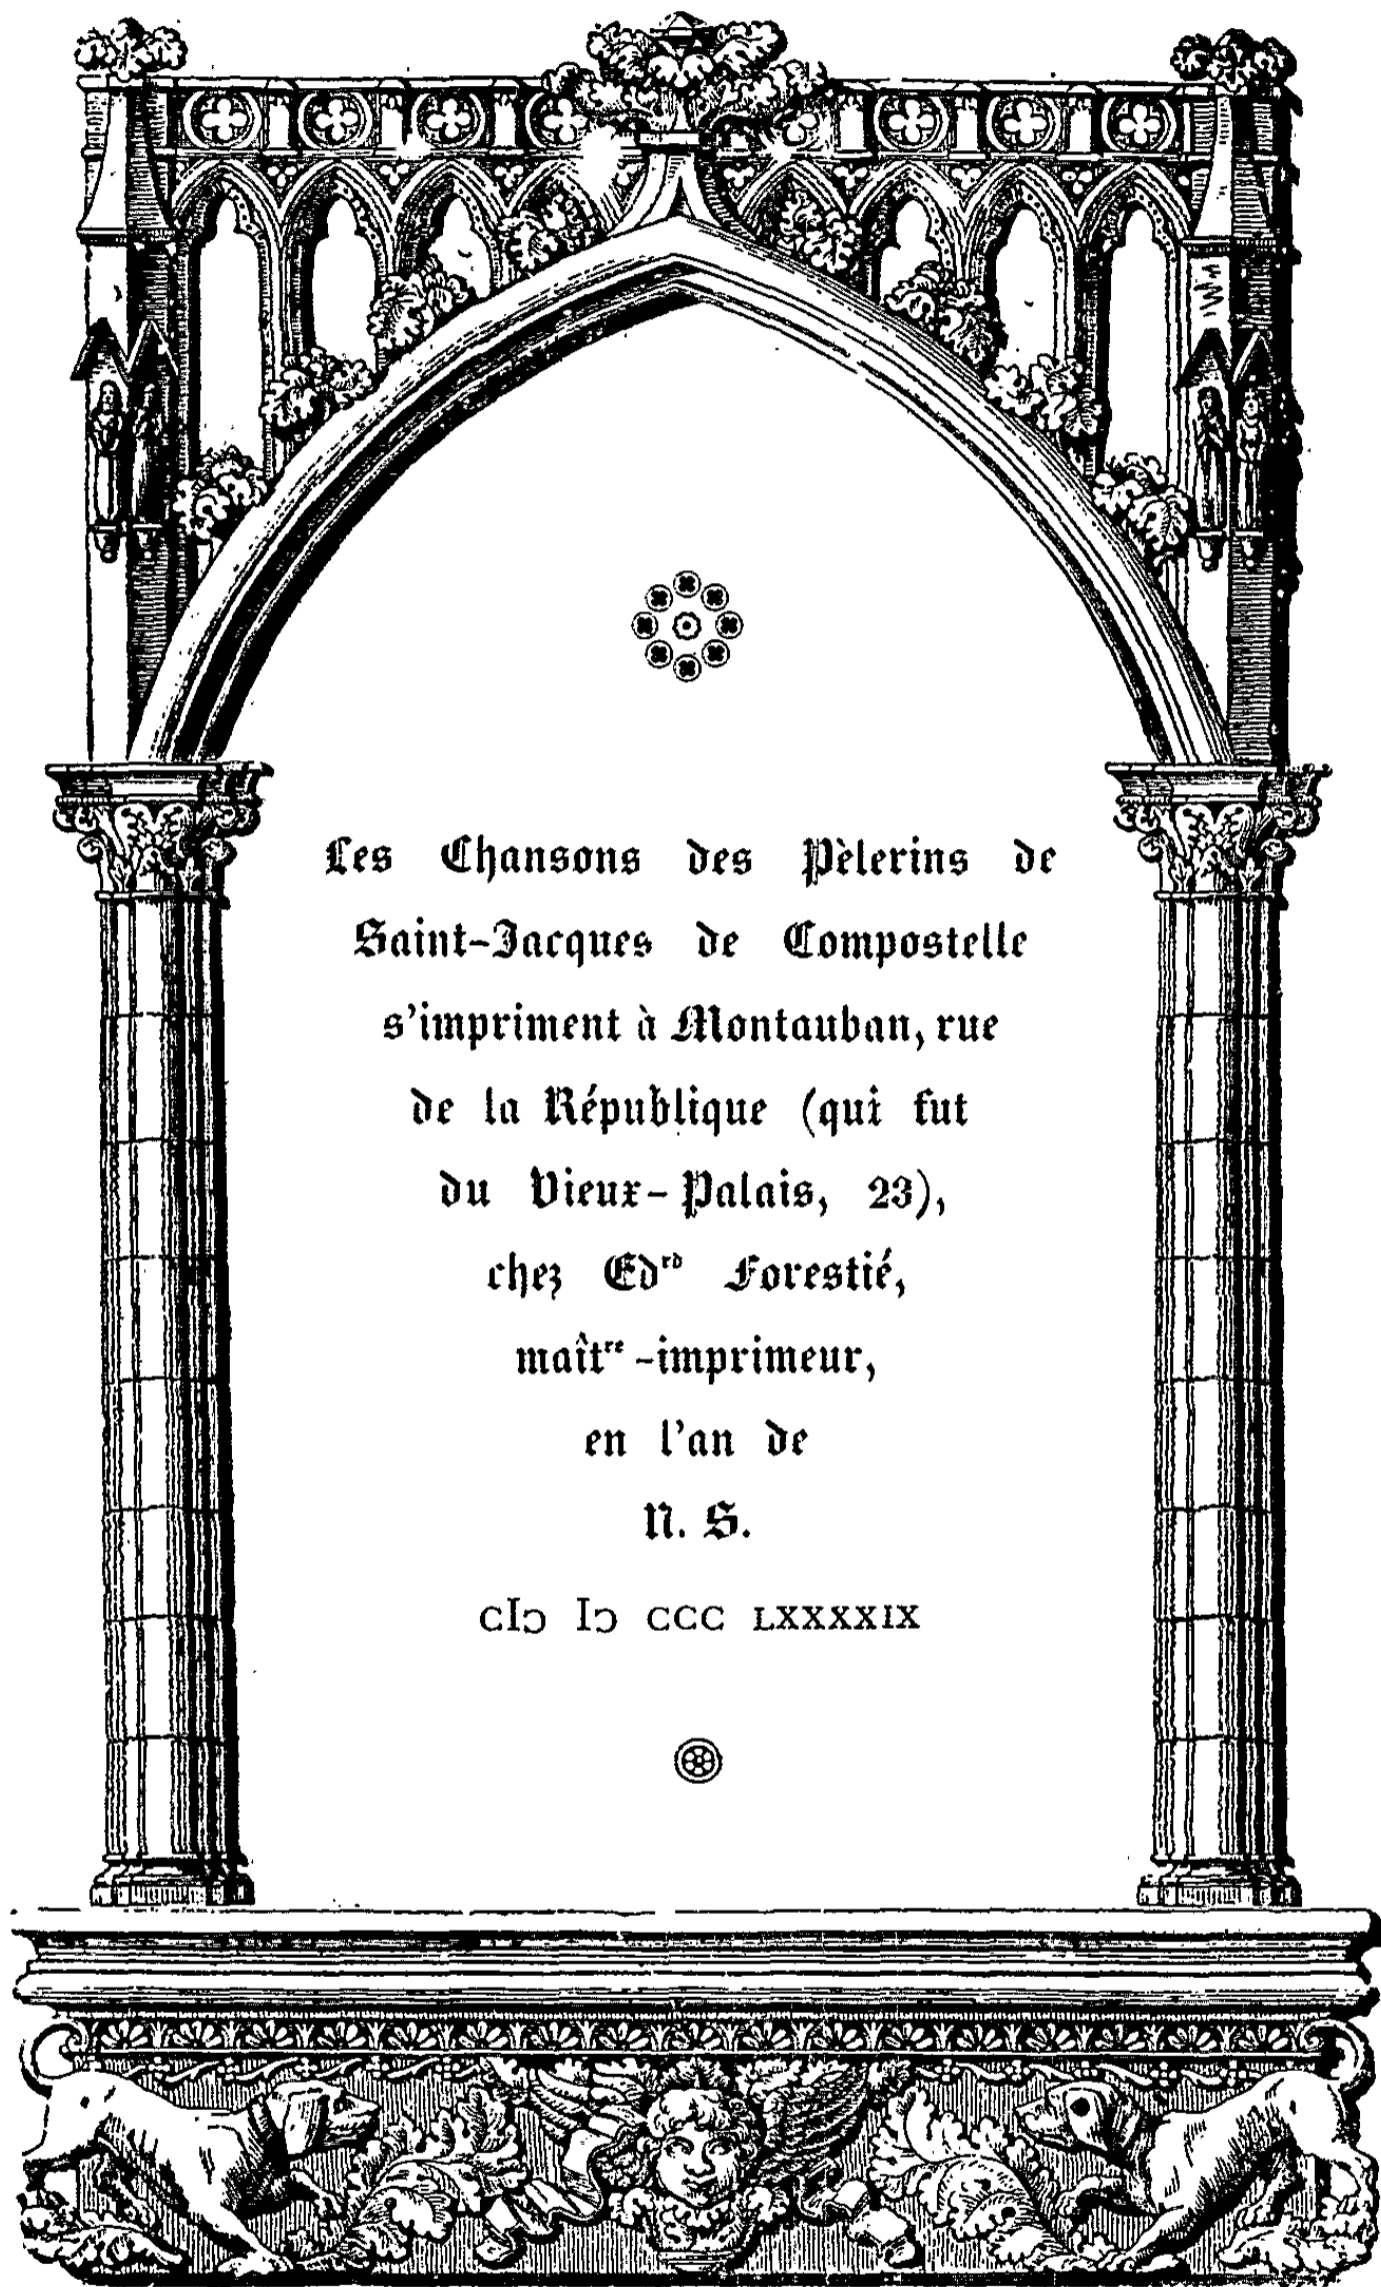 Les Chansons des Pèlerins de
Saint-Jacques de Compostelle
s'impriment à Montauban, rue
de la République (qui fut
du Vieux-Palais, 23),
chez Edʳᵈ Forestié,
maîtʳᵉ-imprimeur,
en l'an de
N. S.
CIↃ IↃ CCC LXXXXIX